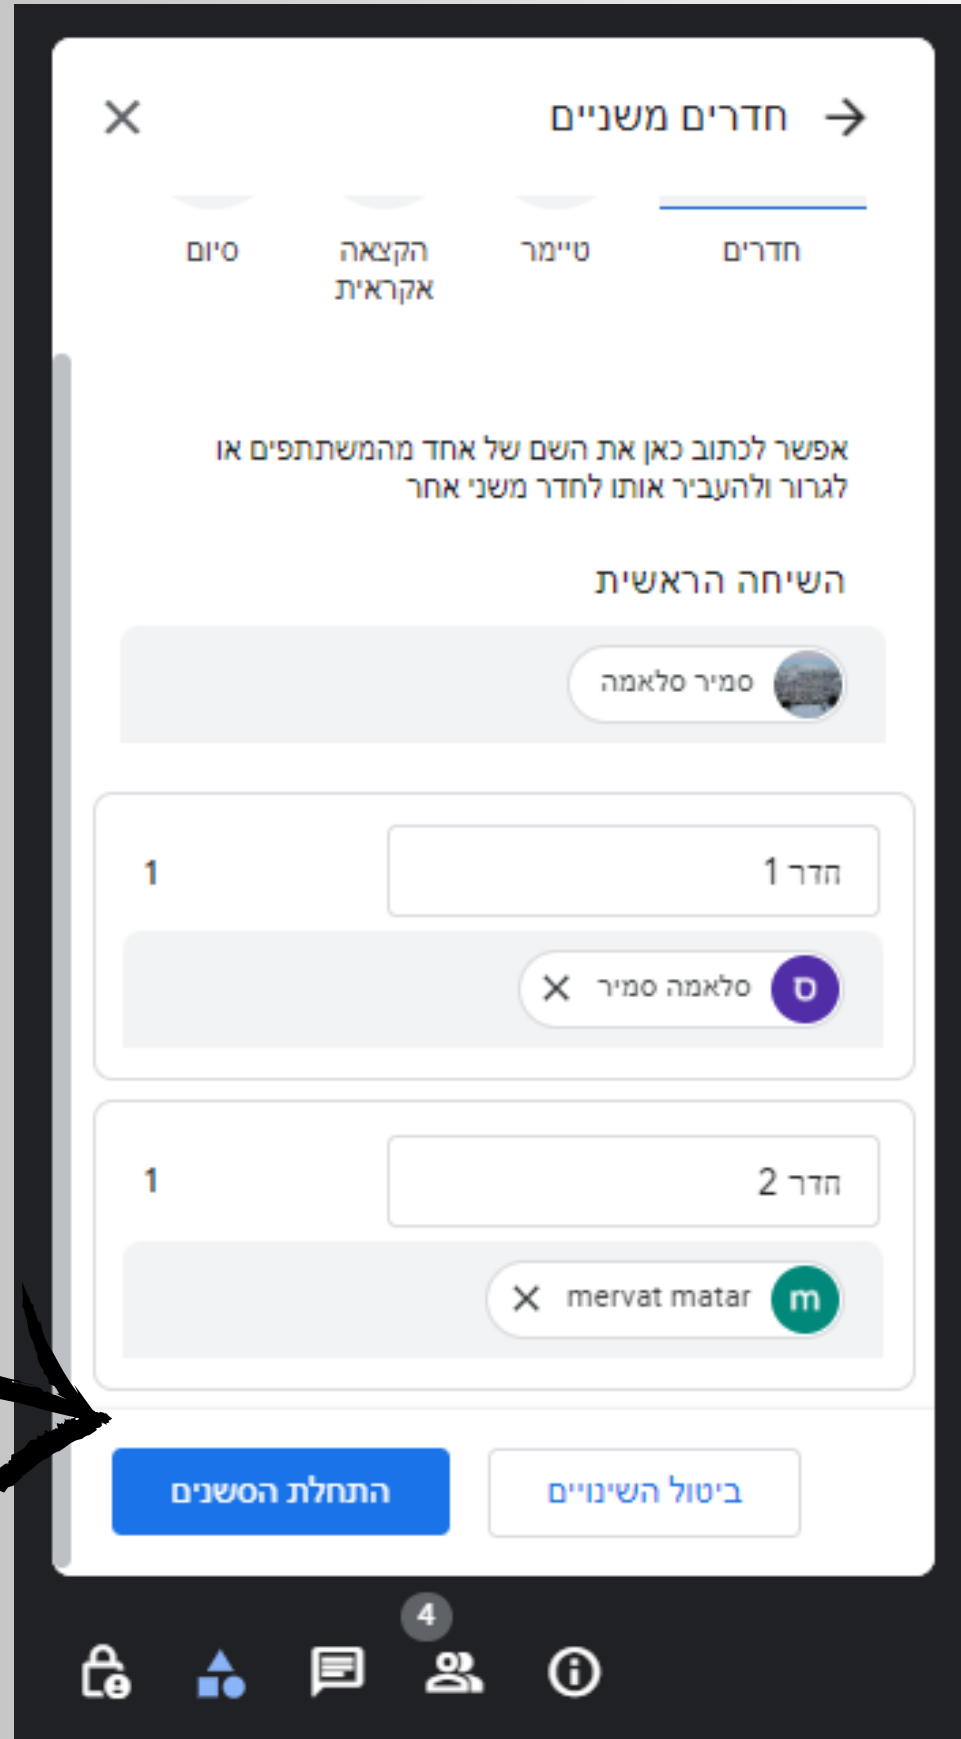 חדרים משניים
חדרים
טיימר
הקצאה
אקראית
סיום
אפשר לכתוב כאן את השם של אחד מהמשתתפים או
לגרור ולהעביר אותו לחדר משני אחר
השיחה הראשית
סמיר סלאמה
חדר 1
1
ס
סלאמה סמיר
חדר 2
1
m
mervat matar
ביטול השינויים
התחלת הסשנים
4